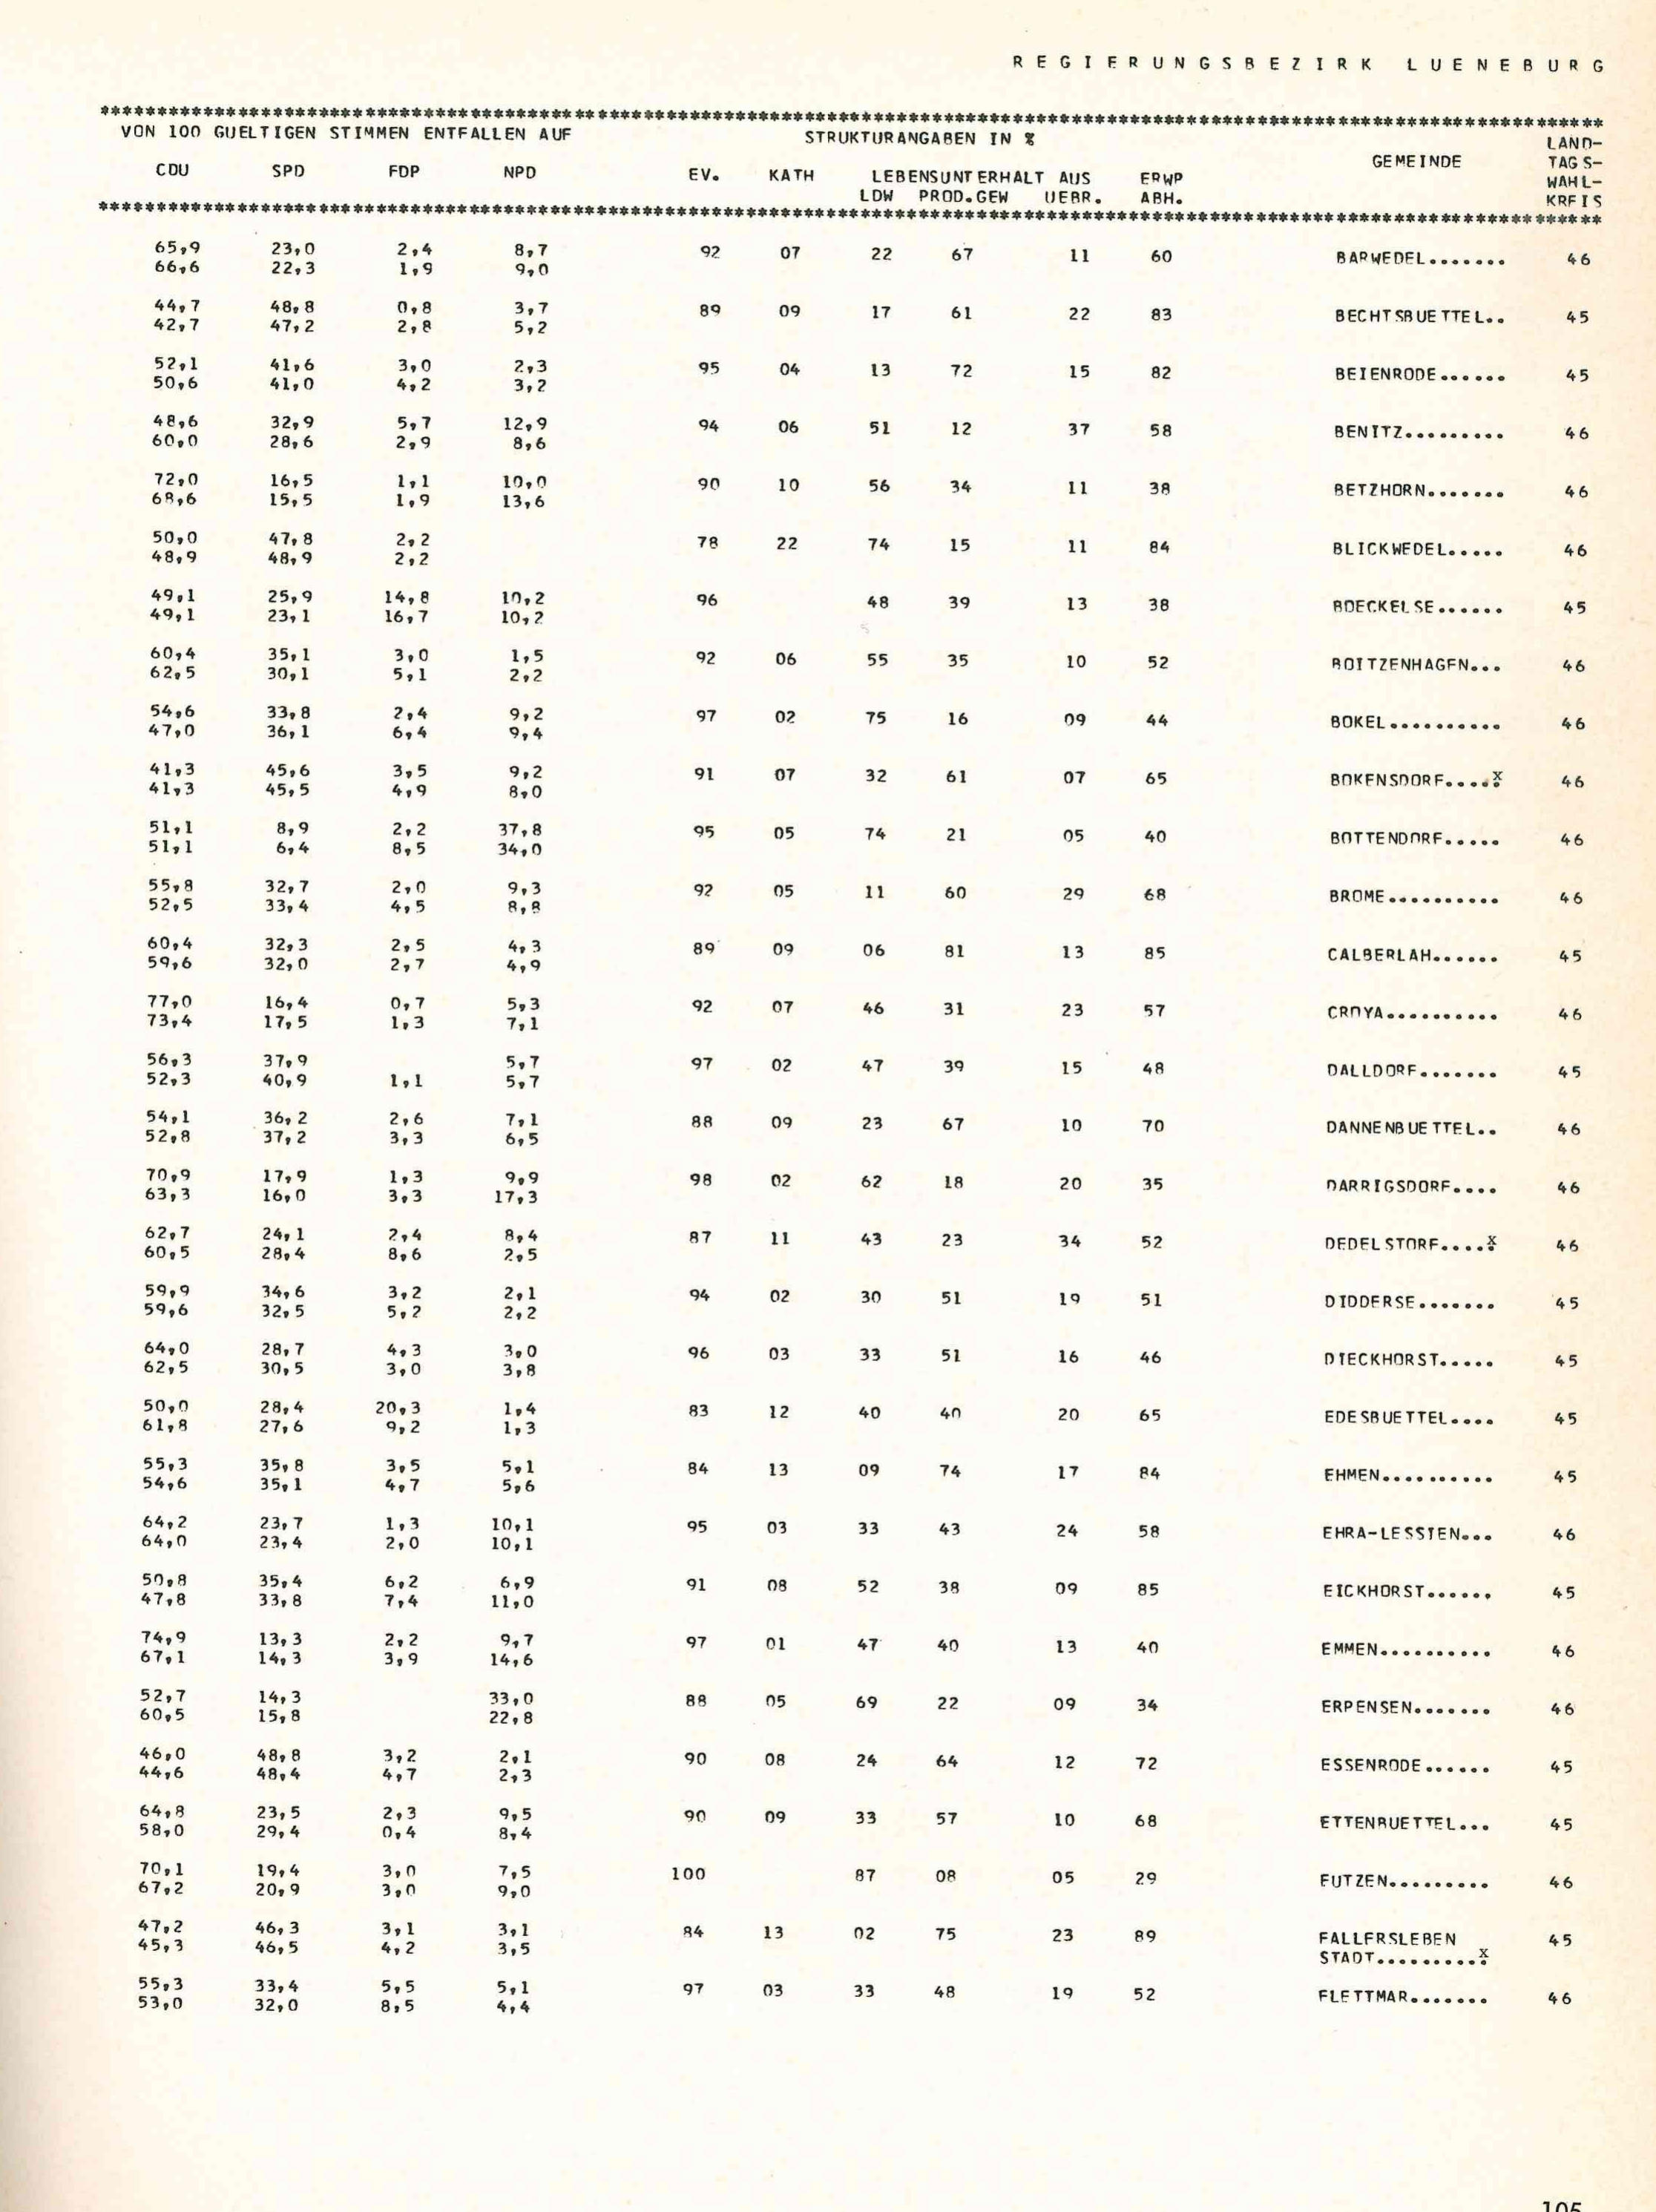 REGIERUNGSBEZIRK LUENEBURG
************************************************************
VON 100 GUELTIGEN STIMMEN ENTFALLEN AUF STRUKTURANGABEN IN % LAND-
CDU SPD FDP NPD EV. KATH LEBENSUNTERHALT AUS ERWP GEMEINDE TAGS-
LDW PROD.GEW UEBR. ABH. WAHL-
KREIS
************************************************************
65,9 23,0 2,4 8,7 92 07 22 67 11 60 BARWEDEL....... 46
66,6 22,3 1,9 9,0
44,7 48,8 0,8 3,7 89 09 17 61 22 83 BECHTSBUETTEL.. 45
42,7 47,2 2,8 5,2
52,1 41,6 3,0 2,3 95 04 13 72 15 82 BEIENRODE...... 45
50,6 41,0 4,2 3,2
48,6 32,9 5,7 12,9 94 06 51 12 37 58 BENITZ......... 46
60,0 28,6 2,9 8,6
72,0 16,5 1,1 10,0 90 10 56 34 11 38 BETZHORN....... 46
68,6 15,5 1,9 13,6
50,0 47,8 2,2 78 22 74 15 11 84 BLICKWEDEL..... 46
48,9 48,9 2,2
49,1 25,9 14,8 10,2 96 48 39 13 38 BOECKELSE...... 45
49,1 23,1 16,7 10,2
60,4 35,1 3,0 1,5 92 06 55 35 10 52 BOITZENHAGEN... 46
62,5 30,1 5,1 2,2
54,6 33,8 2,4 9,2 97 02 75 16 09 44 BOKEL.......... 46
47,0 36,1 6,4 9,4
41,3 45,6 3,5 9,2 91 07 32 61 07 65 BOKENSDORF....x 46
41,3 45,5 4,9 8,0
51,1 8,9 2,2 37,8 95 05 74 21 05 40 BOTTENDORF..... 46
51,1 6,4 8,5 34,0
55,8 32,7 2,0 9,3 92 05 11 60 29 68 BROME.......... 46
52,5 33,4 4,5 8,8
60,4 32,3 2,5 4,3 89 09 06 81 13 85 CALBERLAH...... 45
59,6 32,0 2,7 4,9
77,0 16,4 0,7 5,3 92 07 46 31 23 57 CROYA.......... 46
73,4 17,5 1,3 7,1
56,3 37,9 5,7 97 02 47 39 15 48 DALLDORF....... 45
52,3 40,9 1,1 5,7
54,1 36,2 2,6 7,1 88 09 23 67 10 70 DANNENBUETTEL.. 46
52,8 37,2 3,3 6,5
70,9 17,9 1,3 9,9 98 02 62 18 20 35 DARRIGSDORF.... 46
63,3 16,0 3,3 17,3
62,7 24,1 2,4 8,4 87 11 43 23 34 52 DEDELSTORF....x 46
60,5 28,4 8,6 2,5
59,9 34,6 3,2 2,1 94 02 30 51 19 51 DIDDERSE....... 45
59,6 32,5 5,2 2,2
64,0 28,7 4,3 3,0 96 03 33 51 16 46 DIECKHORST..... 45
62,5 30,5 3,0 3,8
50,0 28,4 20,3 1,4 83 12 40 40 20 65 EDESBUETTEL.... 45
61,8 27,6 9,2 1,3
55,3 35,8 3,5 5,1 84 13 09 74 17 84 EHMEN.......... 45
54,6 35,1 4,7 5,6
64,2 23,7 1,3 10,1 95 03 33 43 24 58 EHRA-LESSIEN... 46
64,0 23,4 2,0 10,1
50,8 35,4 6,2 6,9 91 08 52 38 09 85 EICKHORST...... 45
47,8 33,8 7,4 11,0
74,9 13,3 2,2 9,7 97 01 47 40 13 40 EMMEN.......... 46
67,1 14,3 3,9 14,6
52,7 14,3 33,0 88 05 69 22 09 34 ERPENSEN....... 46
60,5 15,8 22,8
46,0 48,8 3,2 2,1 90 08 24 64 12 72 ESSENRODE...... 45
44,6 48,4 4,7 2,3
64,8 23,5 2,3 9,5 90 09 33 57 10 68 ETTENBUETTEL... 45
58,0 29,4 0,4 8,4
70,1 19,4 3,0 7,5 100 87 08 05 29 EUTZEN......... 46
67,2 20,9 3,0 9,0
47,2 46,3 3,1 3,1 84 13 02 75 23 89 FALLERSLEBEN 45
45,3 46,5 4,2 3,5 STADT.........x
55,3 33,4 5,5 5,1 97 03 33 48 19 52 FLETTMAR....... 46
53,0 32,0 8,5 4,4
105